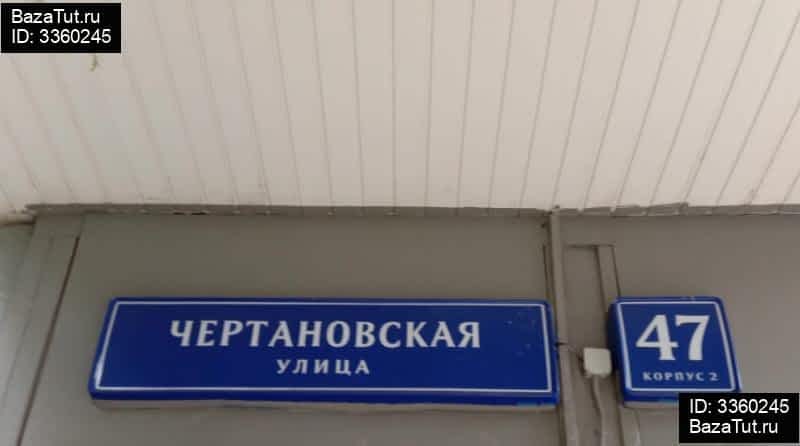 BazaTut.ru
ID: 3360245
ЧЕРТАНОВСКАЯ
УЛИЦА
47
КОРПУС 2
ID: 3360245
BazaTut.ru